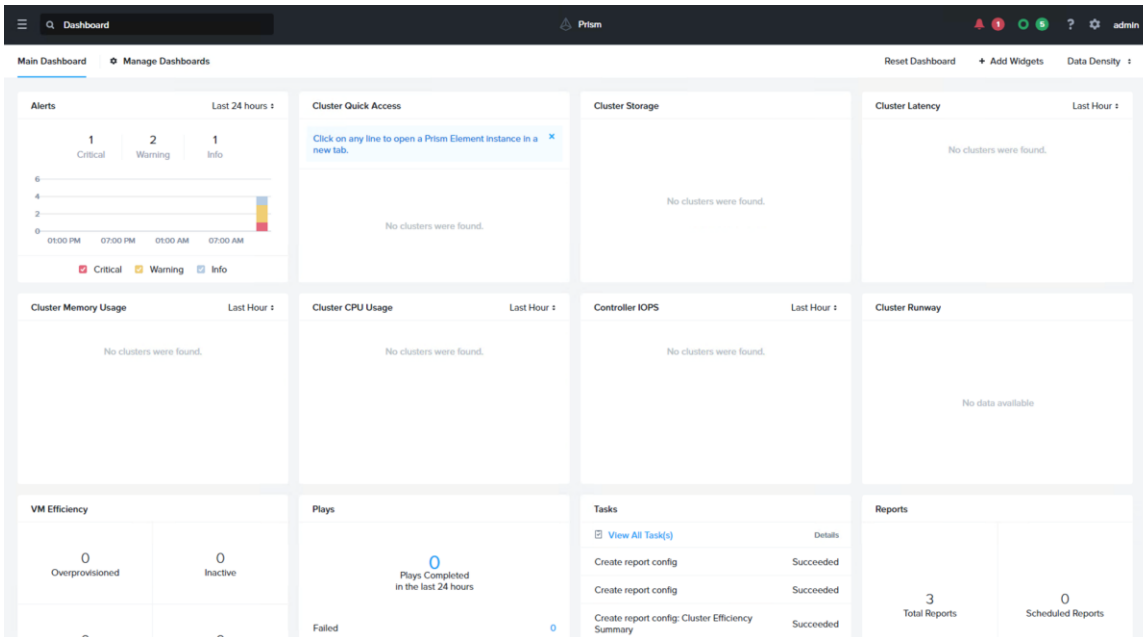 Dashboard
Prism
1
5
?
admin
Main Dashboard
Manage Dashboards
Reset Dashboard
+ Add Widgets
Data Density
Alerts
Last 24 hours
1
Critical
2
Warning
1
Info
6
4
2
0
01:00 PM 07:00 PM 01:00 AM 07:00 AM
Critical Warning Info
Cluster Quick Access
Click on any line to open a Prism Element instance in a
new tab.
No clusters were found.
Cluster Storage
No clusters were found.
Cluster Latency
Last Hour
No clusters were found.
Cluster Memory Usage
Last Hour
No clusters were found.
Cluster CPU Usage
Last Hour
No clusters were found.
Controller IOPS
Last Hour
No clusters were found.
Cluster Runway
No data available
VM Efficiency
0
Overprovisioned
0
Inactive
Plays
0
Plays Completed
in the last 24 hours
Failed 0
Tasks
View All Task(s) Details
Create report config Succeeded
Create report config Succeeded
Create report config: Cluster Efficiency
Summary
Succeeded
Reports
3
Total Reports
0
Scheduled Reports